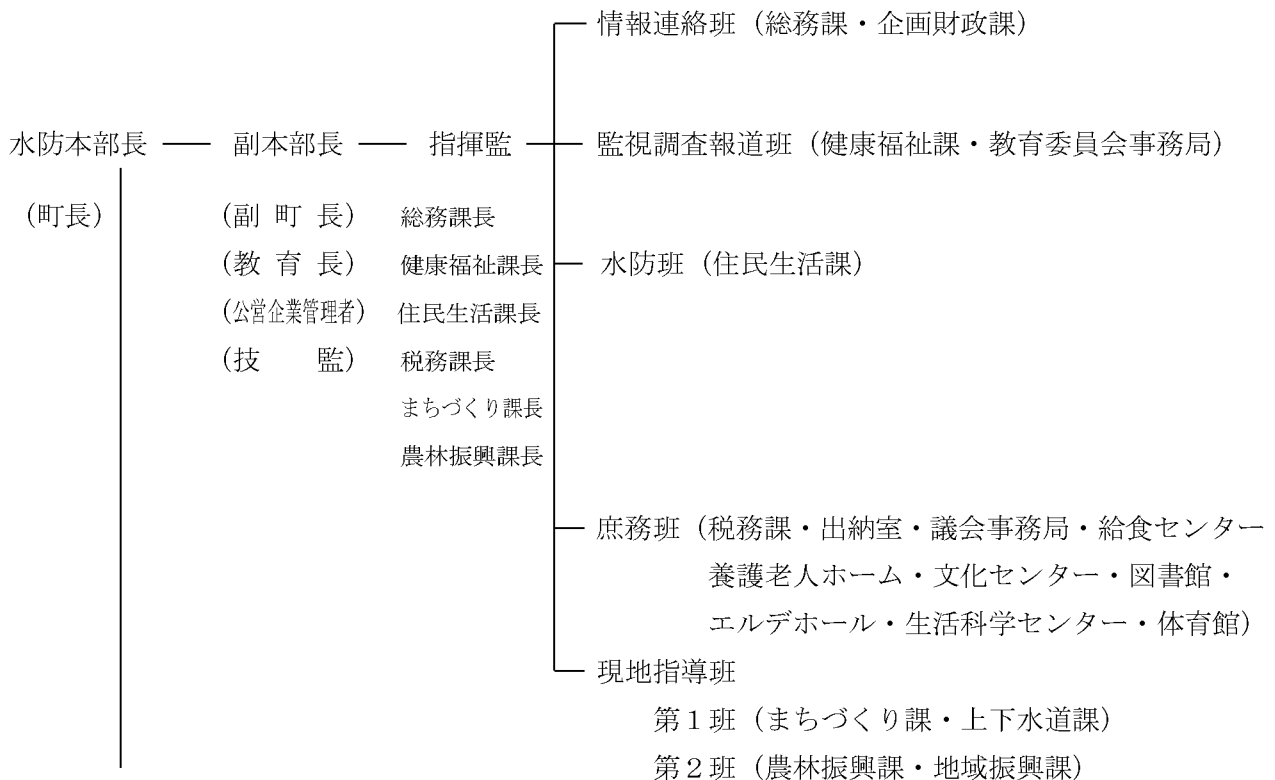 情報連絡班（総務課・企画財政課）
水防本部長 副本部長 指揮監 監視調査報道班（健康福祉課・教育委員会事務局）
（町長） （副 町 長） 総務課長
（教 育 長） 健康福祉課長 水防班（住民生活課）
（公営企業管理者） 住民生活課長
（技 監） 税務課長
まちづくり課長
農林振興課長
庶務班（税務課・出納室・議会事務局・給食センター
養護老人ホーム・文化センター・図書館・
エルデホール・生活科学センター・体育館）
現地指導班
第１班（まちづくり課・上下水道課）
第２班（農林振興課・地域振興課）